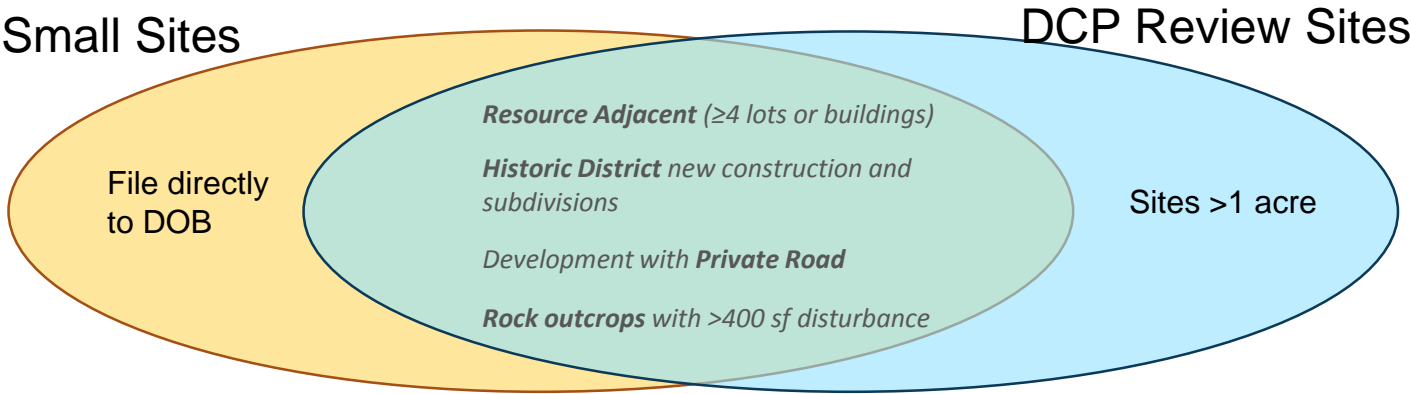 Small Sites
DCP Review Sites
Resource Adjacent (≥4 lots or buildings)
Historic District new construction and
subdivisions
File directly
to DOB
Sites >1 acre
Development with Private Road
Rock outcrops with >400 sf disturbance